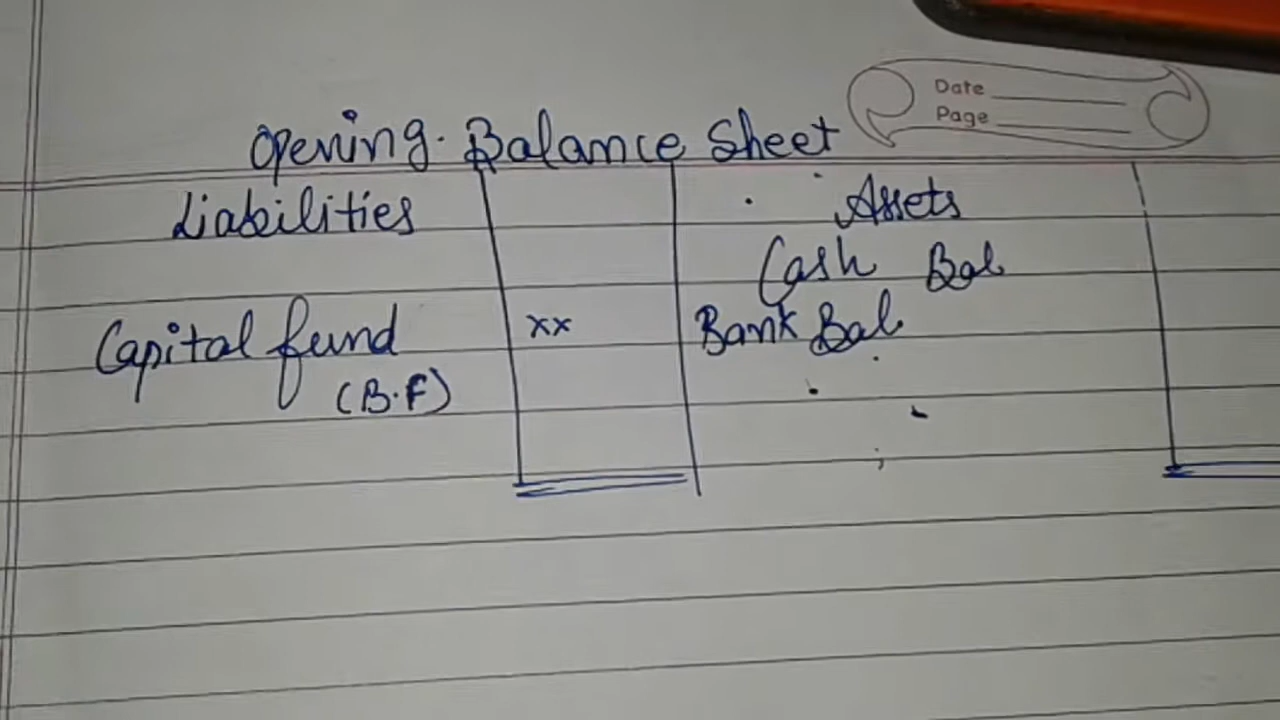 Date
Page
Opening. Balance Sheet
Liabilities
Assets
Cash Bal
Capital fund
xx
Bank Bal
(B.F)